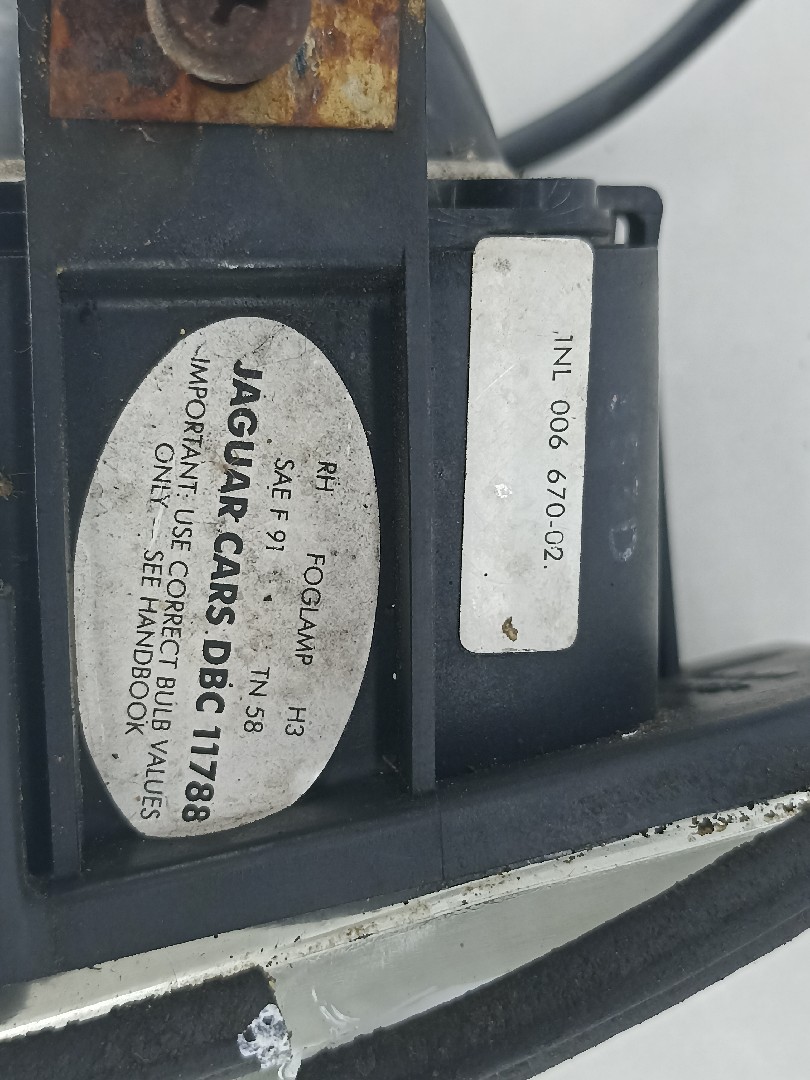 RH FOGLAMP H3
SAE F 91 TN 58
JAGUAR CARS DBC 11788
IMPORTANT: USE CORRECT BULB VALUES
ONLY – SEE HANDBOOK
1NL 006 670-02.